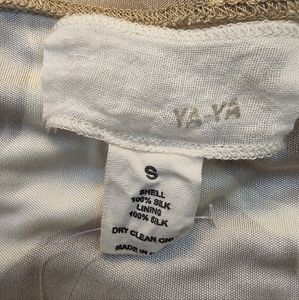 YA-YA
S
SHELL
100% SILK
LINING
100% SILK
DRY CLEAN
MADE IN